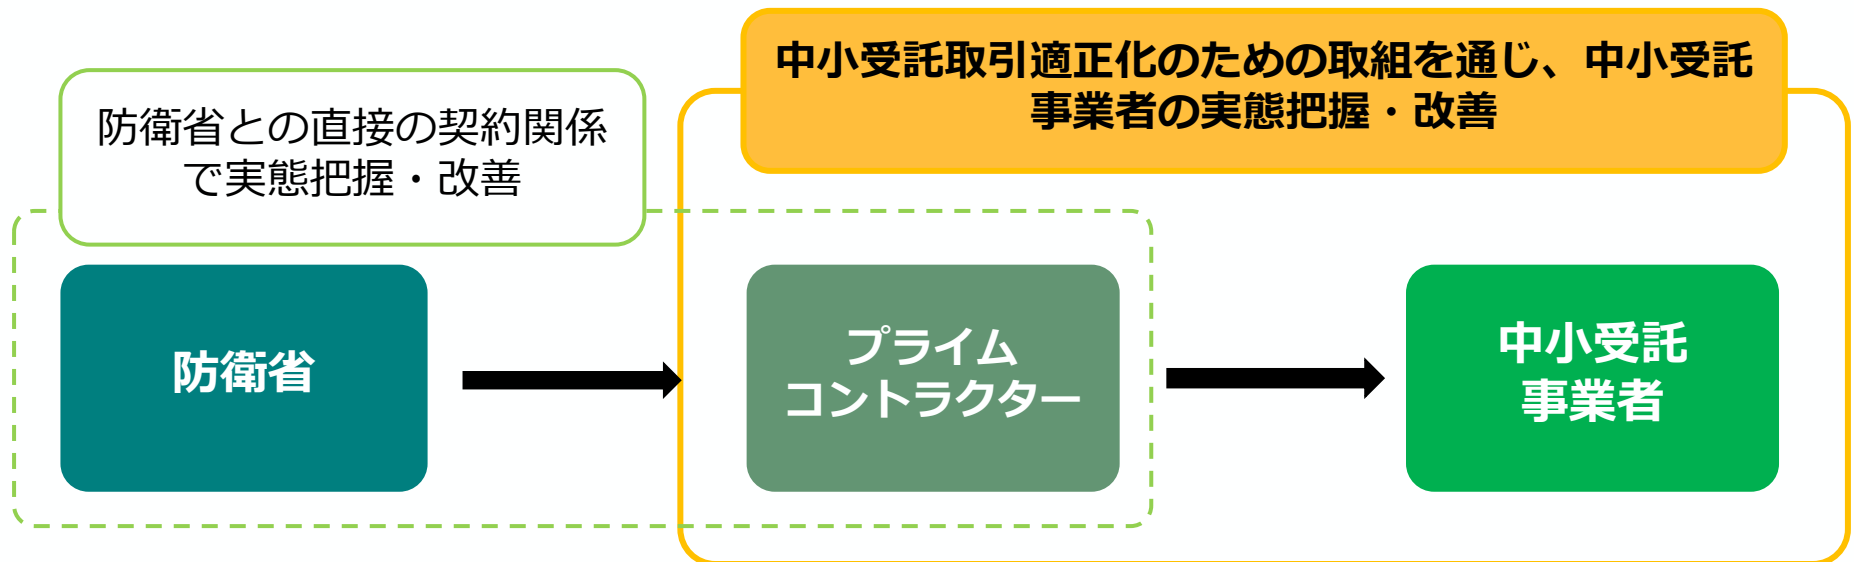 中小受託取引適正化のための取組を通じ、中小受託
事業者の実態把握・改善
防衛省との直接の契約関係
で実態把握・改善
防衛省
プライム
コントラクター
中小受託
事業者